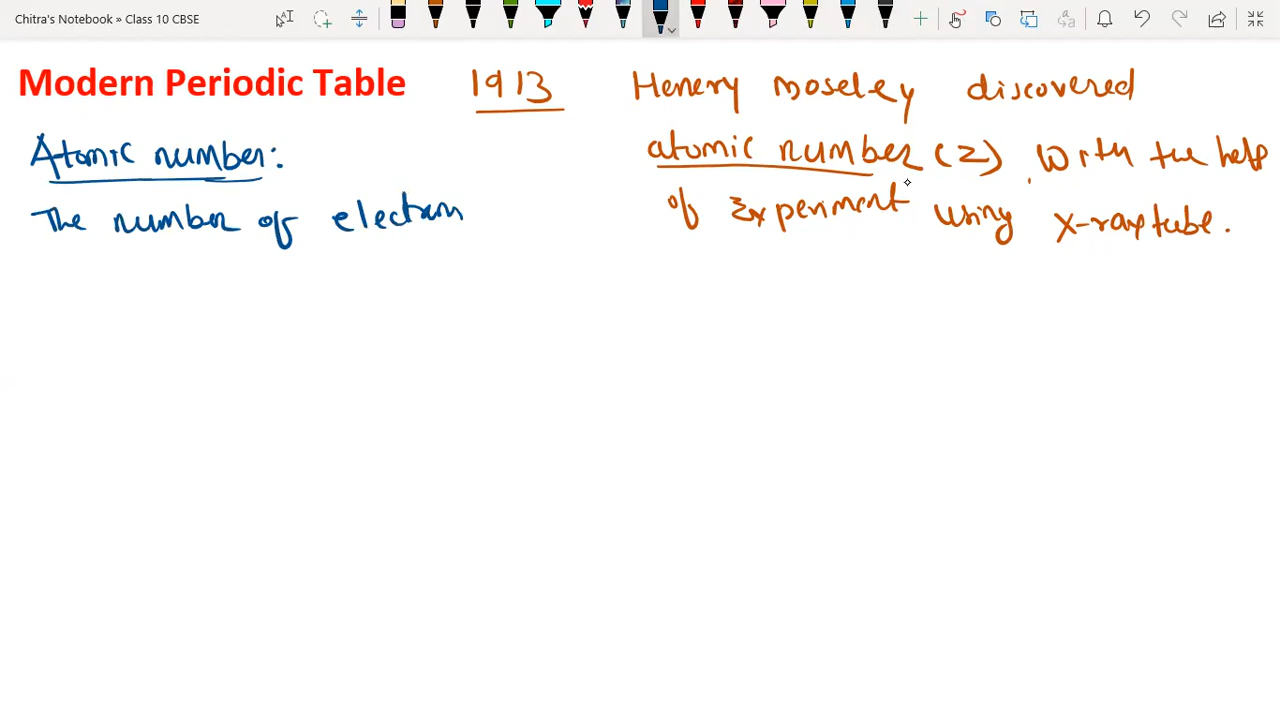 Chitra's Notebook » Class 10 CBSE
Modern Periodic Table 1913 Henery Moseley discovered
Atomic number: atomic number (Z). With the help
The number of electron of Experiment using X-ray tube.